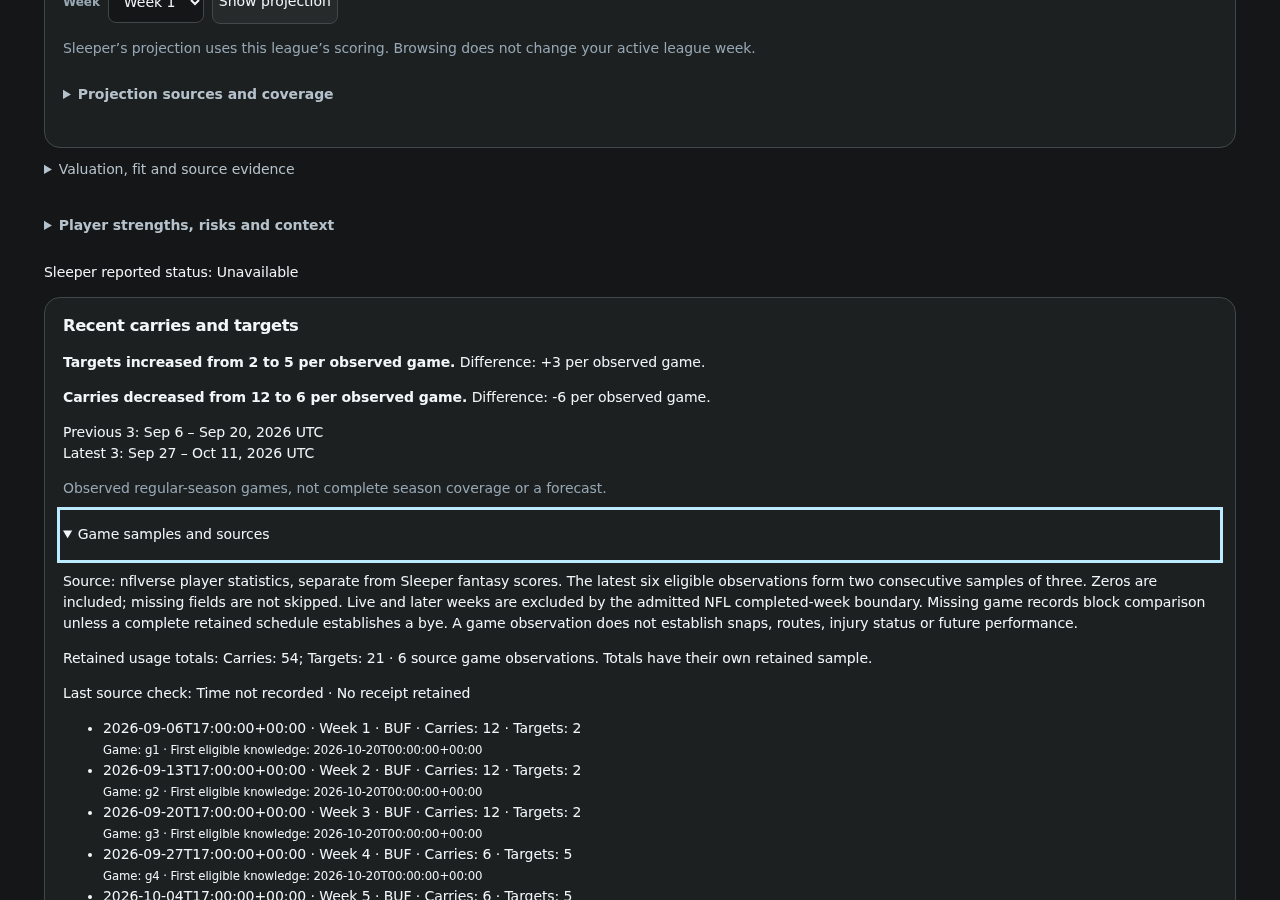 Week Week 1 Show projection
Sleeper’s projection uses this league’s scoring. Browsing does not change your active league week.
Projection sources and coverage
Valuation, fit and source evidence
Player strengths, risks and context
Sleeper reported status: Unavailable
Recent carries and targets
Targets increased from 2 to 5 per observed game. Difference: +3 per observed game.
Carries decreased from 12 to 6 per observed game. Difference: -6 per observed game.
Previous 3: Sep 6 – Sep 20, 2026 UTC
Latest 3: Sep 27 – Oct 11, 2026 UTC
Observed regular-season games, not complete season coverage or a forecast.
Game samples and sources
Source: nflverse player statistics, separate from Sleeper fantasy scores. The latest six eligible observations form two consecutive samples of three. Zeros are
included; missing fields are not skipped. Live and later weeks are excluded by the admitted NFL completed-week boundary. Missing game records block comparison
unless a complete retained schedule establishes a bye. A game observation does not establish snaps, routes, injury status or future performance.
Retained usage totals: Carries: 54; Targets: 21 · 6 source game observations. Totals have their own retained sample.
Last source check: Time not recorded · No receipt retained
• 2026-09-06T17:00:00+00:00 · Week 1 · BUF · Carries: 12 · Targets: 2
Game: g1 · First eligible knowledge: 2026-10-20T00:00:00+00:00
• 2026-09-13T17:00:00+00:00 · Week 2 · BUF · Carries: 12 · Targets: 2
Game: g2 · First eligible knowledge: 2026-10-20T00:00:00+00:00
• 2026-09-20T17:00:00+00:00 · Week 3 · BUF · Carries: 12 · Targets: 2
Game: g3 · First eligible knowledge: 2026-10-20T00:00:00+00:00
• 2026-09-27T17:00:00+00:00 · Week 4 · BUF · Carries: 6 · Targets: 5
Game: g4 · First eligible knowledge: 2026-10-20T00:00:00+00:00
• 2026-10-04T17:00:00+00:00 · Week 5 · BUF · Carries: 6 · Targets: 5